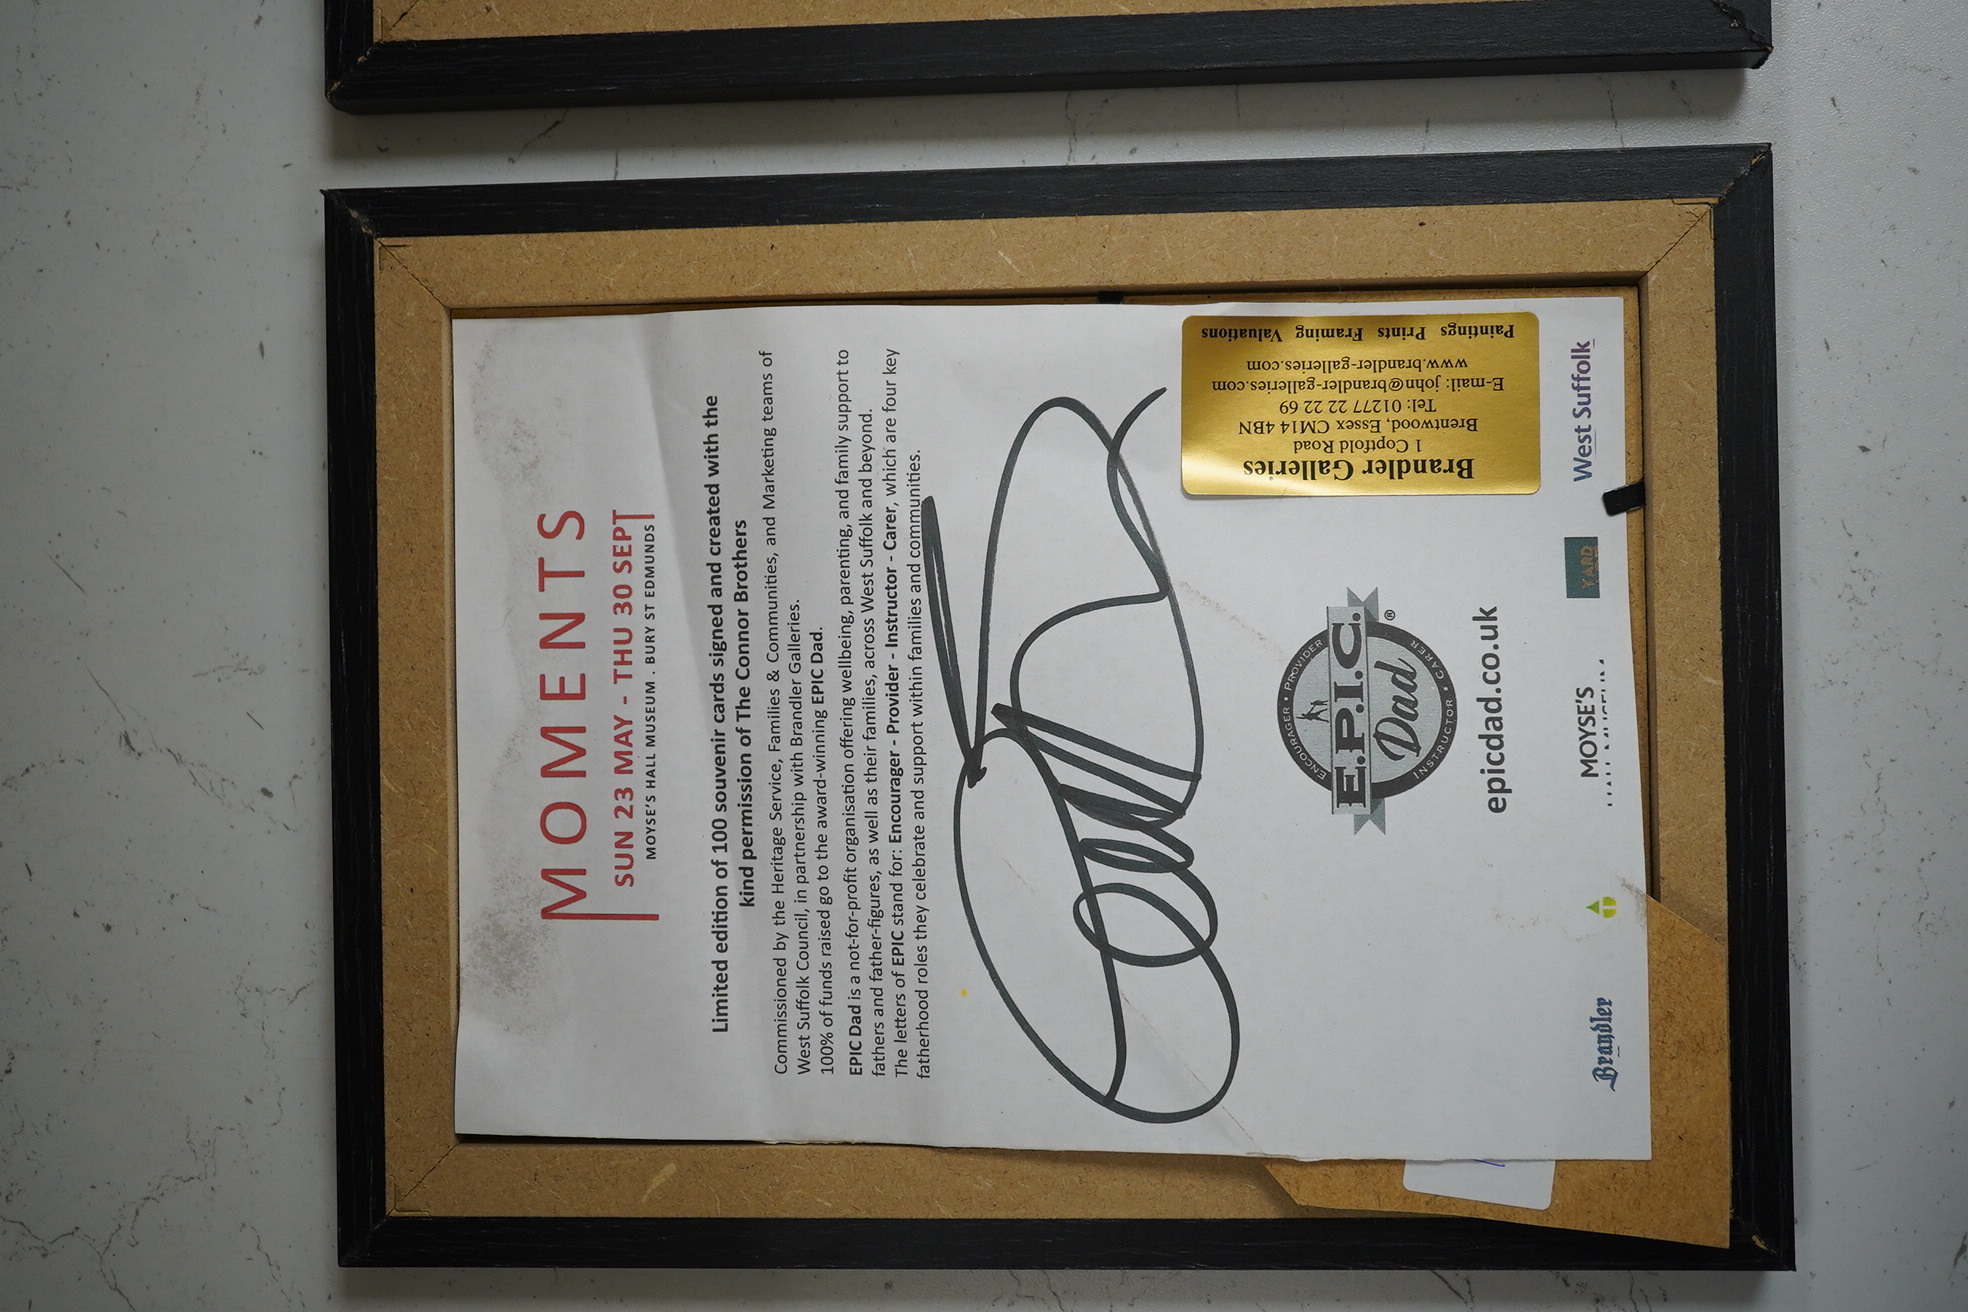 MOMENTS
SUN 23 MAY - THU 30 SEPT
MOYSE'S HALL MUSEUM . BURY ST EDMUNDS
Limited edition of 100 souvenir cards signed and created with the
kind permission of The Connor Brothers
Commissioned by the Heritage Service, Families & Communities, and Marketing teams of
West Suffolk Council, in partnership with Brandler Galleries.
100% of funds raised go to the award-winning EPIC Dad.
EPIC Dad is a not-for-profit organisation offering wellbeing, parenting, and family support to
fathers and father-figures, as well as their families, across West Suffolk and beyond.
The letters of EPIC stand for: Encourager - Provider - Instructor - Carer, which are four key
fatherhood roles they celebrate and support within families and communities.
ENCOURAGER • PROVIDER
E.P.I.C.
Dad
®
INSTRUCTOR • CARER
epicdad.co.uk
Brandler
MOYSE'S
YARD
West Suffolk
Brandler Galleries
1 Coptfold Road
Brentwood, Essex CM14 4BN
Tel: 01277 22 22 69
E-mail: john@brandler-galleries.com
www.brandler-galleries.com
Paintings Prints Framing Valuations